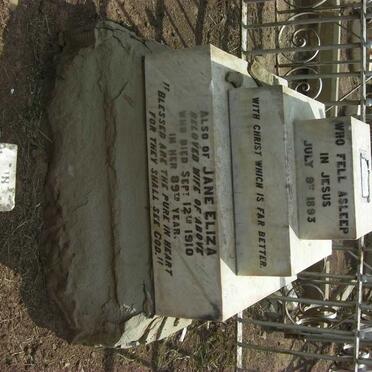 WHO FELL ASLEEP
IN JESUS
JULY 9TH 1893
WITH CHRIST WHICH IS FAR BETTER.
ALSO OF JANE ELIZA
BELOVED WIFE OF ABOVE
WHO DIED SEPT 12TH 1910
IN HER 89TH YEAR.
"BLESSED ARE THE PURE IN HEART
FOR THEY SHALL SEE GOD."